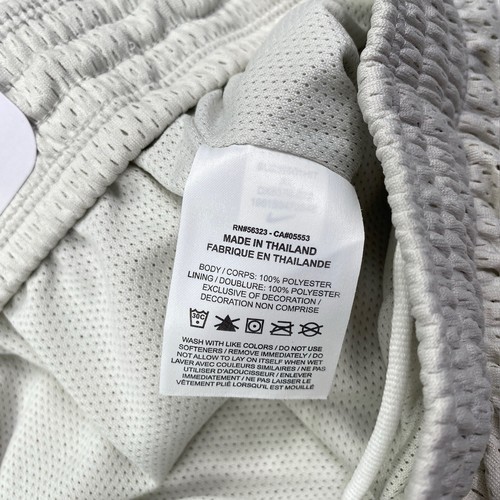 RN#56323 - CA#05553
MADE IN THAILAND
FABRIQUE EN THAILANDE
BODY / CORPS: 100% POLYESTER
LINING / DOUBLURE: 100% POLYESTER
EXCLUSIVE OF DECORATION /
DECORATION NON COMPRISE
30C
WASH WITH LIKE COLORS / DO NOT USE
SOFTENERS / REMOVE IMMEDIATELY / DO
NOT ALLOW TO LAY ON ITSELF WHEN WET
LAVER AVEC COULEURS SIMILAIRES / NE PAS
UTILISER D'ADOUCISSEUR / ENLEVER
IMMEDIATEMENT / NE PAS LAISSER LE
VÊTEMENT PLIÉ LORSQU'IL EST MOUILLÉ